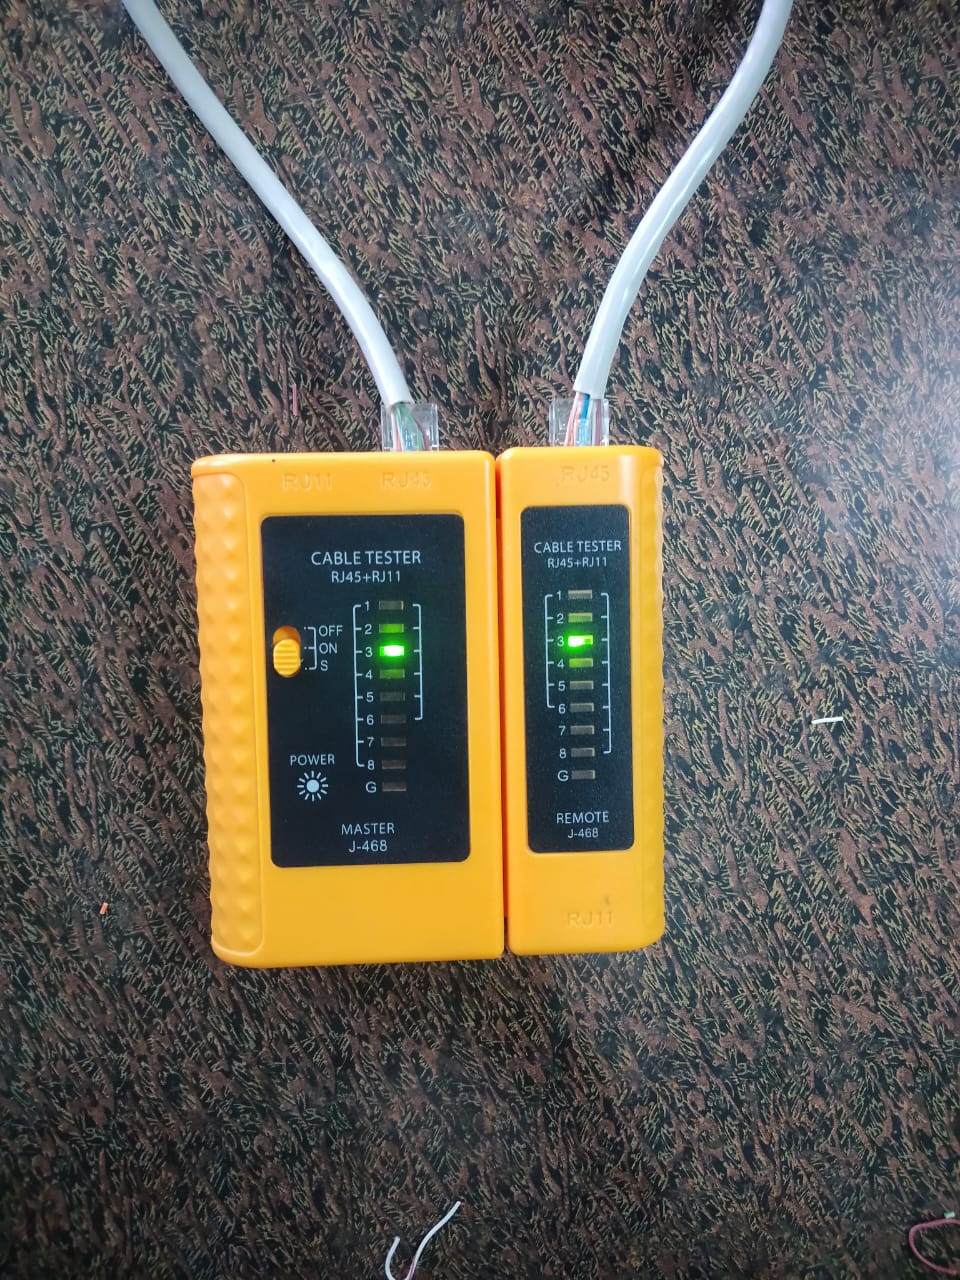 RJ11 RJ45
CABLE TESTER
RJ45+RJ11
1
2
3
4
5
6
7
8
G
OFF
ON
S
POWER
MASTER
J-468
RJ45
CABLE TESTER
RJ45+RJ11
1
2
3
4
5
6
7
8
G
REMOTE
J-468
RJ11